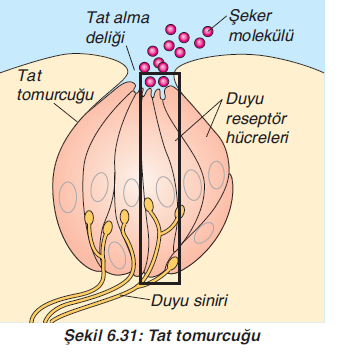 Tat alma
deliği
Şeker
molekülü
Tat
tomurcuğu
Duyu
reseptör
hücreleri
Duyu siniri
Şekil 6.31: Tat tomurcuğu